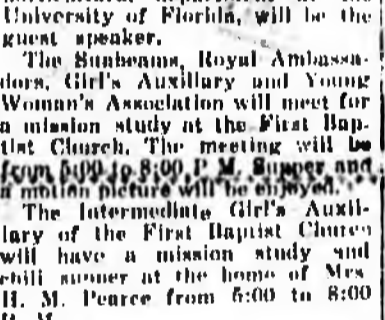 University of Florida, will be the
guest speaker.
The Sunbeams, Royal Ambassa-
dors, Girl's Auxiliary and Young
Woman's Association will meet for
a mission study at the First Bap-
tist Church. The meeting will be
from 5:00 to 8:00 P. M. Supper and
a motion picture will be enjoyed.
The Intermediate Girl's Auxil-
iary of the First Baptist Church
will have a mission study and
chili supper at the home of Mrs
H. M. Pearce from 5:00 to 8:00
P. M.